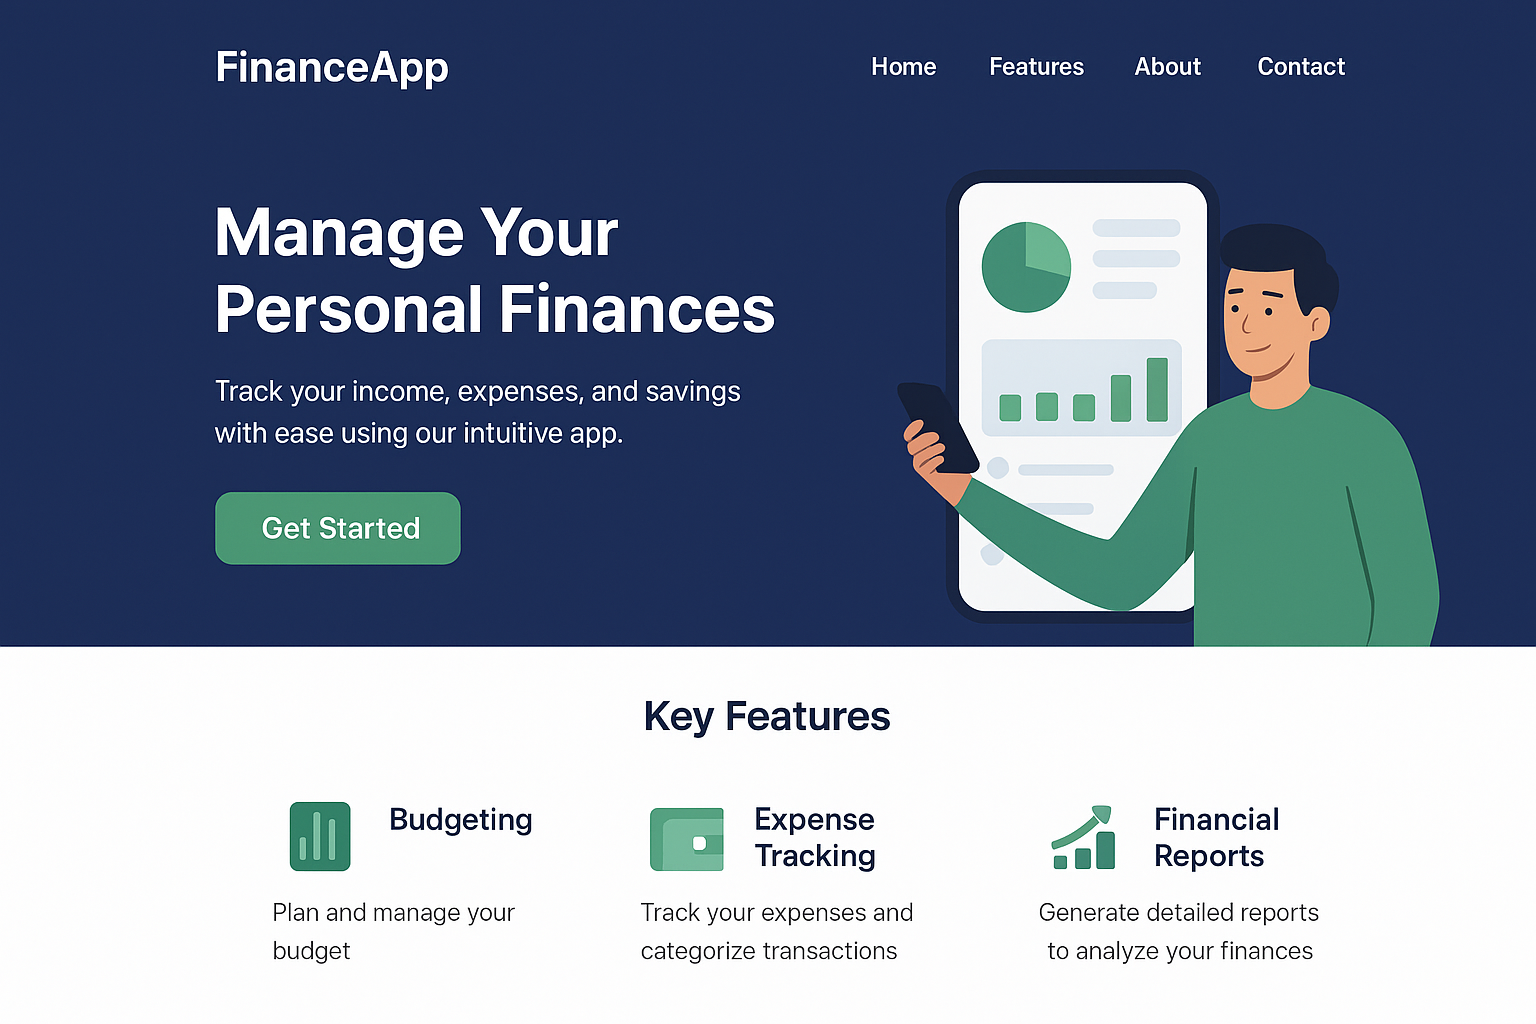 FinanceApp
Home Features About Contact
Manage Your
Personal Finances
Track your income, expenses, and savings
with ease using our intuitive app.
Get Started
Key Features
Budgeting
Plan and manage your
budget
Expense
Tracking
Track your expenses and
categorize transactions
Financial
Reports
Generate detailed reports
to analyze your finances